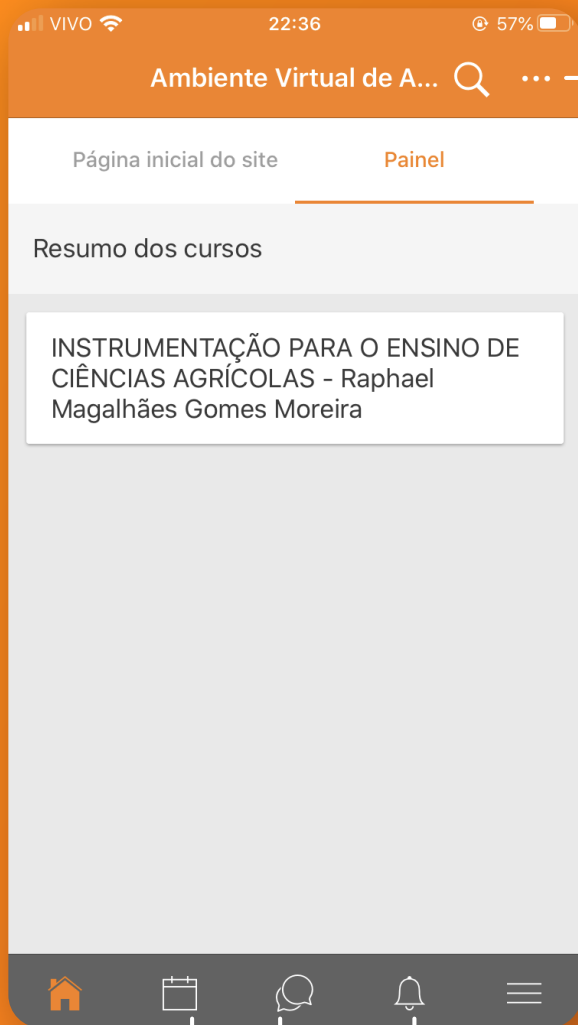 VIVO 22:36 57%
Ambiente Virtual de A...
Página inicial do site Painel
Resumo dos cursos
INSTRUMENTAÇÃO PARA O ENSINO DE
CIÊNCIAS AGRÍCOLAS - Raphael
Magalhães Gomes Moreira